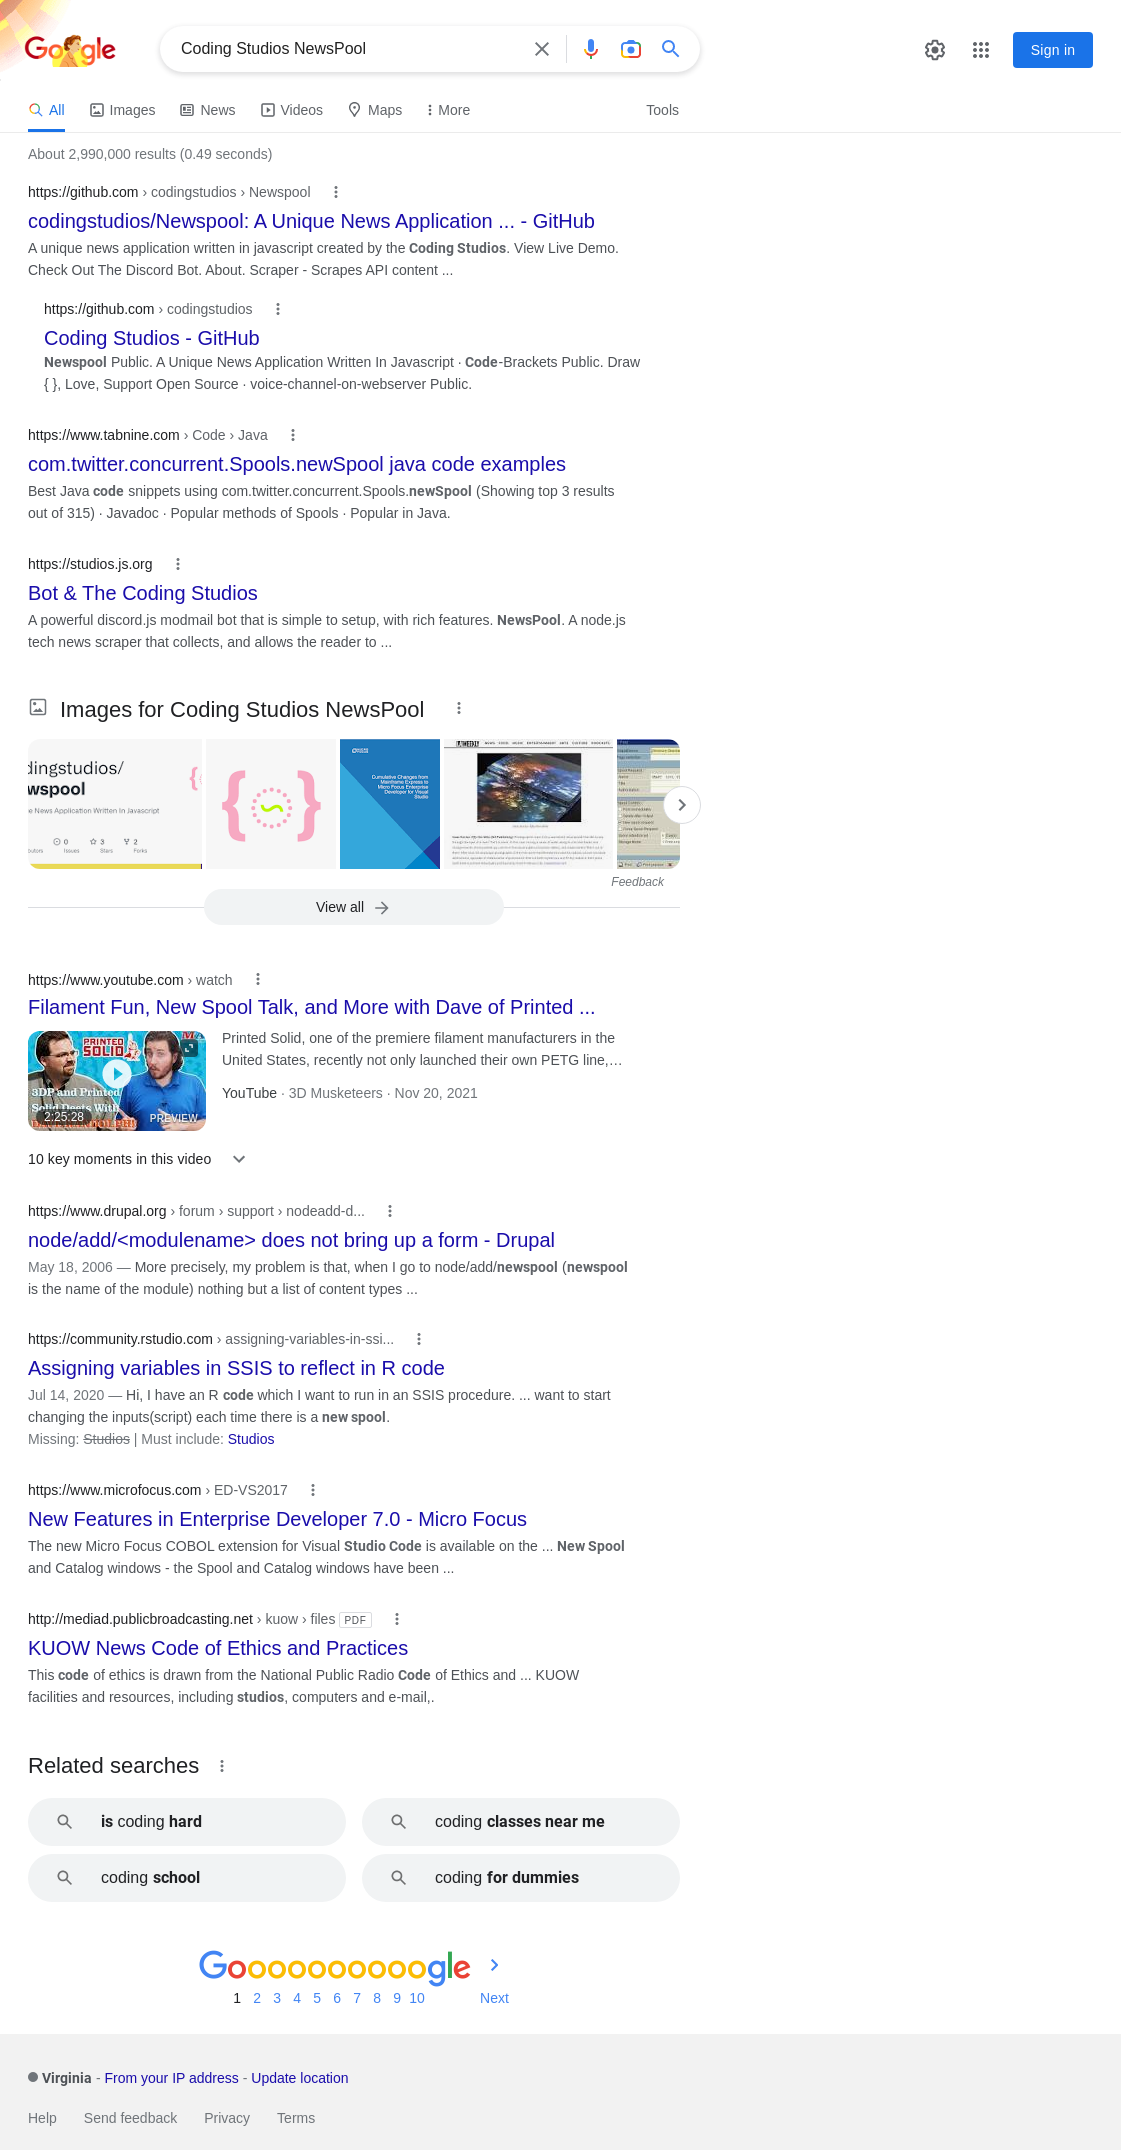 Google
Coding Studios NewsPool
Sign in
All
Images
News
Videos
Maps
More
Tools
About 2,990,000 results (0.49 seconds)
https://github.com › codingstudios › Newspool
codingstudios/Newspool: A Unique News Application ... - GitHub
A unique news application written in javascript created by the Coding Studios. View Live Demo.
Check Out The Discord Bot. About. Scraper - Scrapes API content ...
https://github.com › codingstudios
Coding Studios - GitHub
Newspool Public. A Unique News Application Written In Javascript · Code-Brackets Public. Draw
{ }, Love, Support Open Source · voice-channel-on-webserver Public.
https://www.tabnine.com › Code › Java
com.twitter.concurrent.Spools.newSpool java code examples
Best Java code snippets using com.twitter.concurrent.Spools.newSpool (Showing top 3 results
out of 315) · Javadoc · Popular methods of Spools · Popular in Java.
https://studios.js.org
Bot & The Coding Studios
A powerful discord.js modmail bot that is simple to setup, with rich features. NewsPool. A node.js
tech news scraper that collects, and allows the reader to ...
Images for Coding Studios NewsPool
dingstudios/
wspool
e News Application Written In Javascript
0
Issues
3
Stars
2
Forks
Cumulative Changes from
Mainframe Express to
Micro Focus Enterprise
Developer for Visual
Studio
Feedback
View all
https://www.youtube.com › watch
Filament Fun, New Spool Talk, and More with Dave of Printed ...
PRINTED
SOLID
3DP and Printed
Solid Deets With
2:25:28
PREVIEW
Printed Solid, one of the premiere filament manufacturers in the
United States, recently not only launched their own PETG line,...
YouTube · 3D Musketeers · Nov 20, 2021
10 key moments in this video
https://www.drupal.org › forum › support › nodeadd-d...
node/add/<modulename> does not bring up a form - Drupal
May 18, 2006 — More precisely, my problem is that, when I go to node/add/newspool (newspool
is the name of the module) nothing but a list of content types ...
https://community.rstudio.com › assigning-variables-in-ssi...
Assigning variables in SSIS to reflect in R code
Jul 14, 2020 — Hi, I have an R code which I want to run in an SSIS procedure. ... want to start
changing the inputs(script) each time there is a new spool.
Missing: Studios | Must include: Studios
https://www.microfocus.com › ED-VS2017
New Features in Enterprise Developer 7.0 - Micro Focus
The new Micro Focus COBOL extension for Visual Studio Code is available on the ... New Spool
and Catalog windows - the Spool and Catalog windows have been ...
http://mediad.publicbroadcasting.net › kuow › files PDF
KUOW News Code of Ethics and Practices
This code of ethics is drawn from the National Public Radio Code of Ethics and ... KUOW
facilities and resources, including studios, computers and e-mail,.
Related searches
is coding hard
coding classes near me
coding school
coding for dummies
Goooooooooogle
1 2 3 4 5 6 7 8 9 10 Next
Virginia - From your IP address - Update location
Help Send feedback Privacy Terms